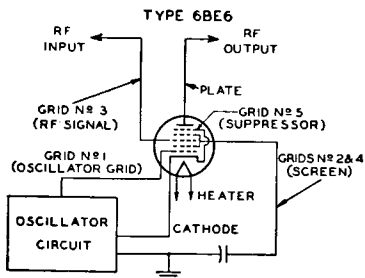 TYPE 6BE6
RF
INPUT
RF
OUTPUT
PLATE
GRID Nº 3
(RF SIGNAL)
GRID Nº 5
(SUPPRESSOR)
GRID Nº 1
(OSCILLATOR GRID)
GRIDS Nº 2&4
(SCREEN)
HEATER
OSCILLATOR
CIRCUIT
CATHODE